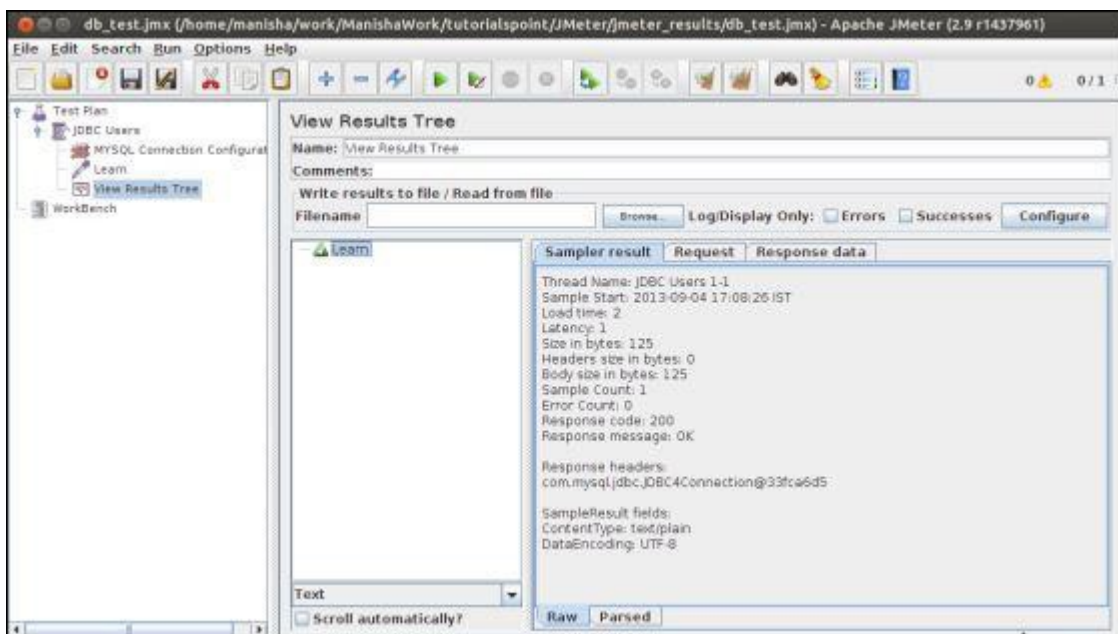 db_test.jmx (/home/manisha/work/ManishaWork/tutorialspoint/JMeter/jmeter_results/db_test.jmx) - Apache JMeter (2.9 r1437961)
File Edit Search Run Options Help
0 0/1
Test Plan
JDBC Users
MYSQL Connection Configurat
Learn
View Results Tree
WorkBench
View Results Tree
Name: View Results Tree
Comments:
Write results to file / Read from file
Filename Browse... Log/Display Only: Errors Successes Configure
Learn
Text
Scroll automatically?
Sampler result Request Response data
Thread Name: JDBC Users 1-1
Sample Start: 2013-09-04 17:08:26 IST
Load time: 2
Latency: 1
Size in bytes: 125
Headers size in bytes: 0
Body size in bytes: 125
Sample Count: 1
Error Count: 0
Response code: 200
Response message: OK
Response headers:
com.mysql.jdbc.JDBC4Connection@33fca6d5
SampleResult fields:
ContentType: text/plain
DataEncoding: UTF-8
Raw Parsed